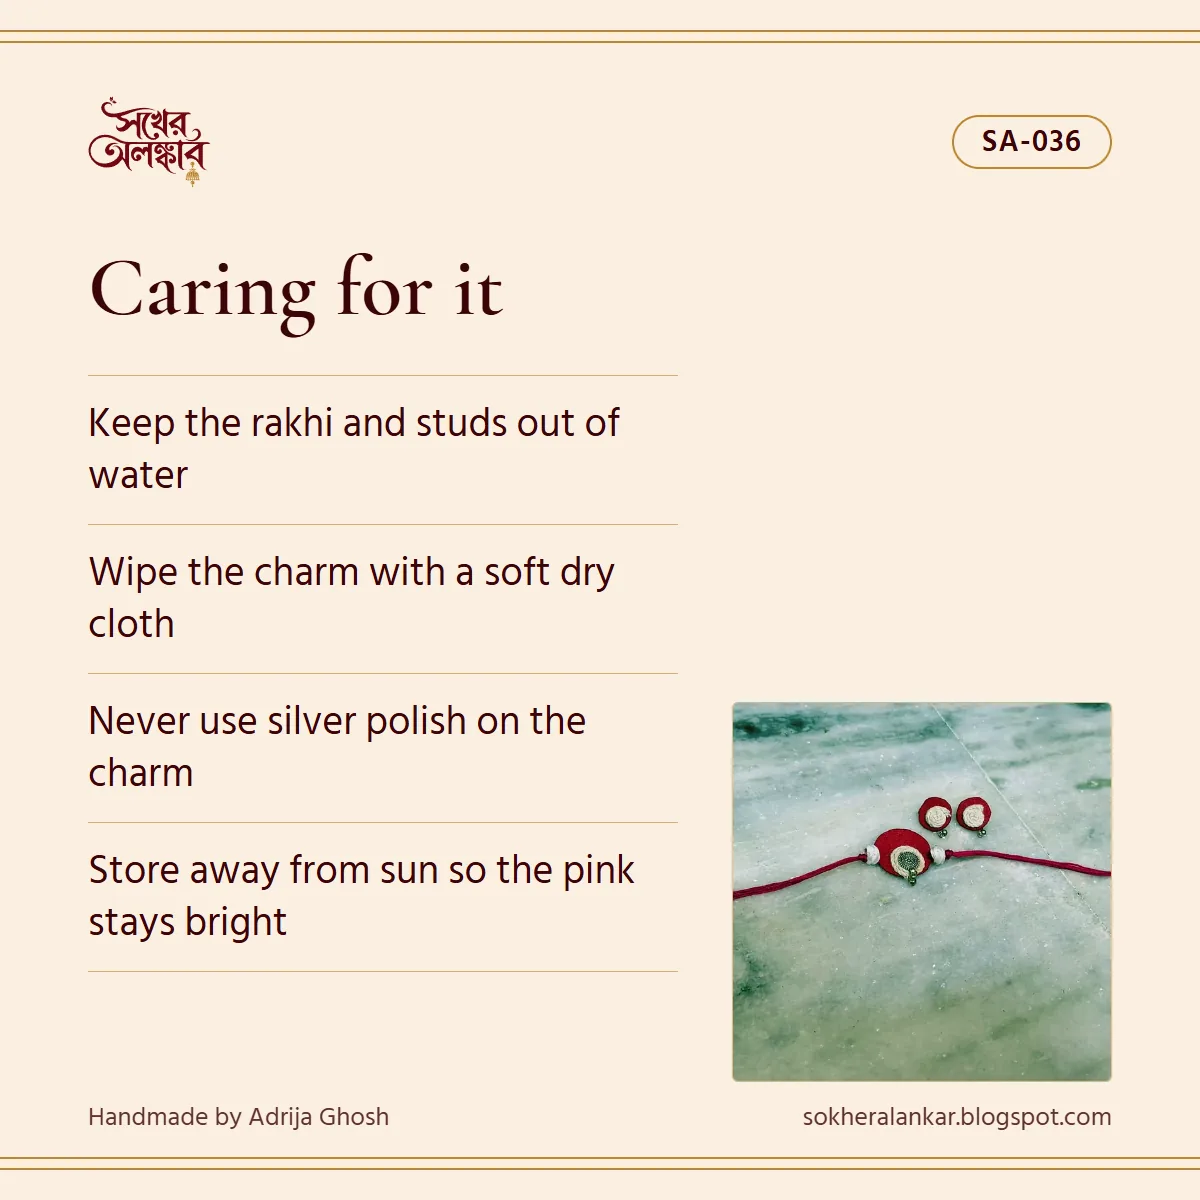 সখের
অলঙ্কার
SA-036
Caring for it
Keep the rakhi and studs out of
water
Wipe the charm with a soft dry
cloth
Never use silver polish on the
charm
Store away from sun so the pink
stays bright
Handmade by Adrija Ghosh
sokheralankar.blogspot.com